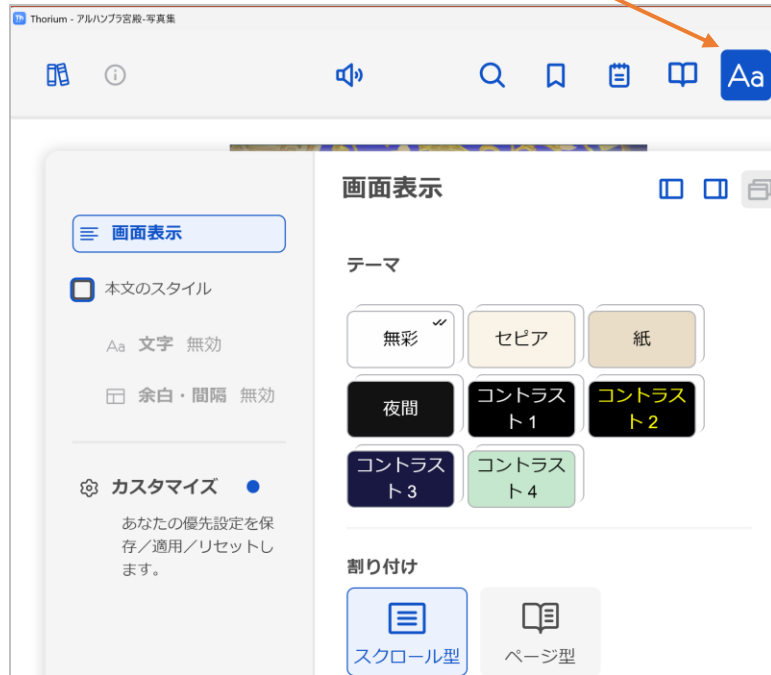 Th Thorium - アルハンブラ宮殿-写真集
Aa
画面表示
画面表示
本文のスタイル
Aa 文字 無効
余白・間隔 無効
カスタマイズ
あなたの優先設定を保
存／適用／リセットし
ます。
テーマ
無彩
セピア
紙
夜間
コントラス
ト 1
コントラス
ト 2
コントラス
ト 3
コントラス
ト 4
割り付け
スクロール型
ページ型